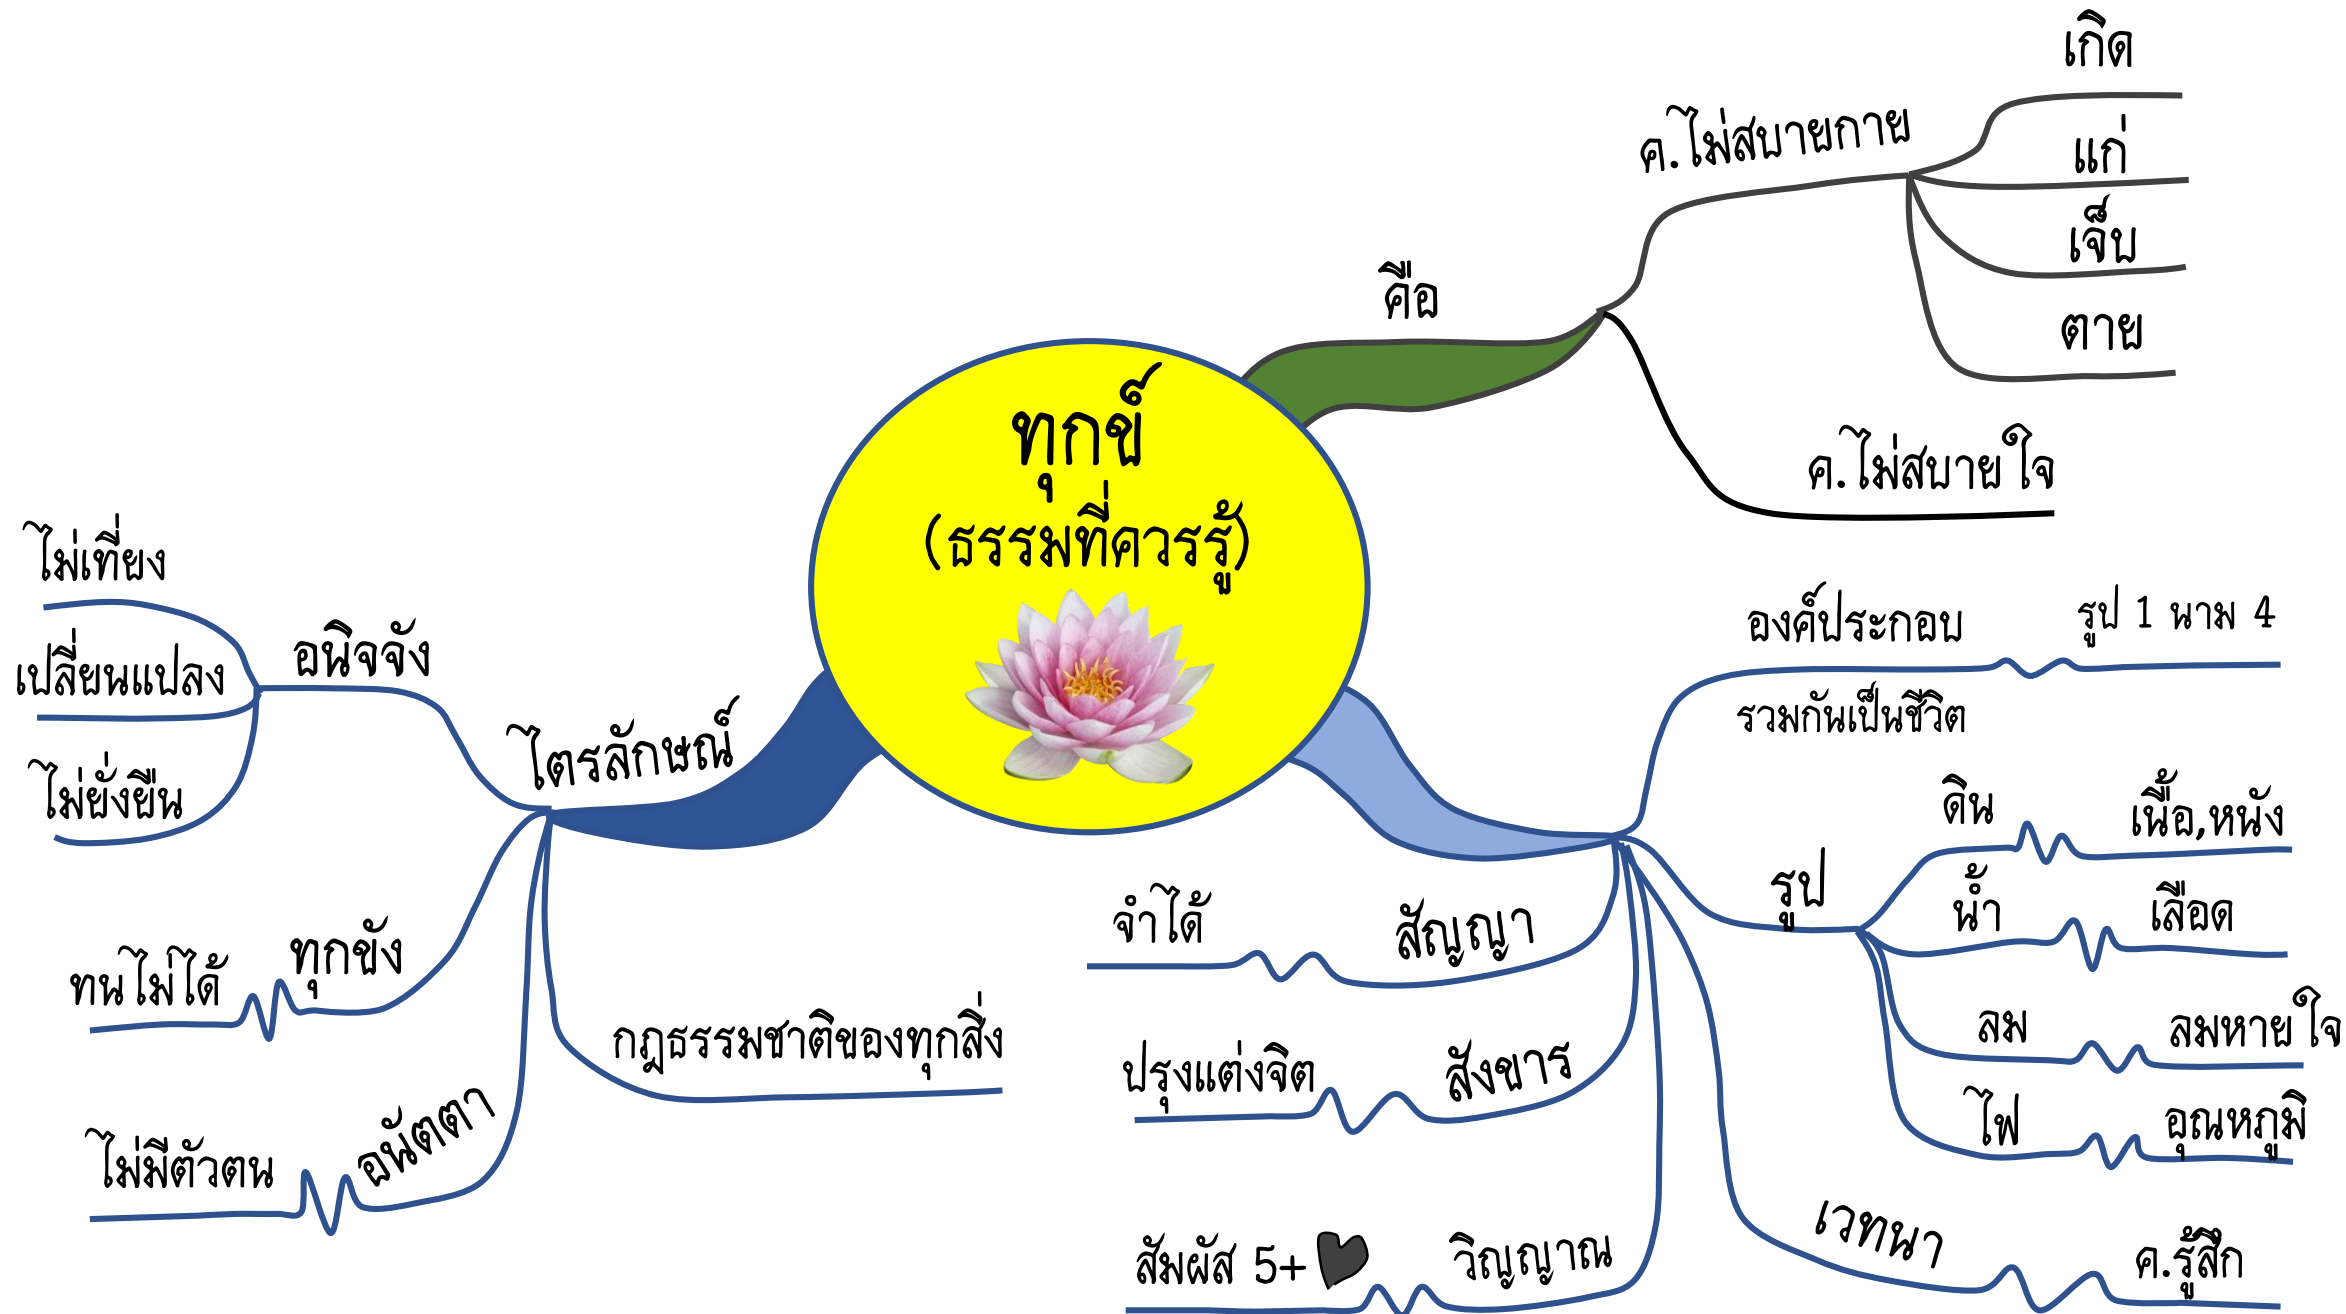 ทุกข์
(ธรรมที่ควรรู้)
คือ
ค.ไม่สบายกาย
เกิด
แก่
เจ็บ
ตาย
ค.ไม่สบายใจ
องค์ประกอบ
รูป 1 นาม 4
รวมกันเป็นชีวิต
รูป
ดิน
เนื้อ,หนัง
น้ำ
เลือด
ลม
ลมหายใจ
ไฟ
อุณหภูมิ
เวทนา
ค.รู้สึก
สัญญา
จำได้
สังขาร
ปรุงแต่งจิต
วิญญาณ
สัมผัส 5+
ไตรลักษณ์
อนิจจัง
ไม่เที่ยง
เปลี่ยนแปลง
ไม่ยั่งยืน
ทุกขัง
ทนไม่ได้
อนัตตา
ไม่มีตัวตน
กฎธรรมชาติของทุกสิ่ง